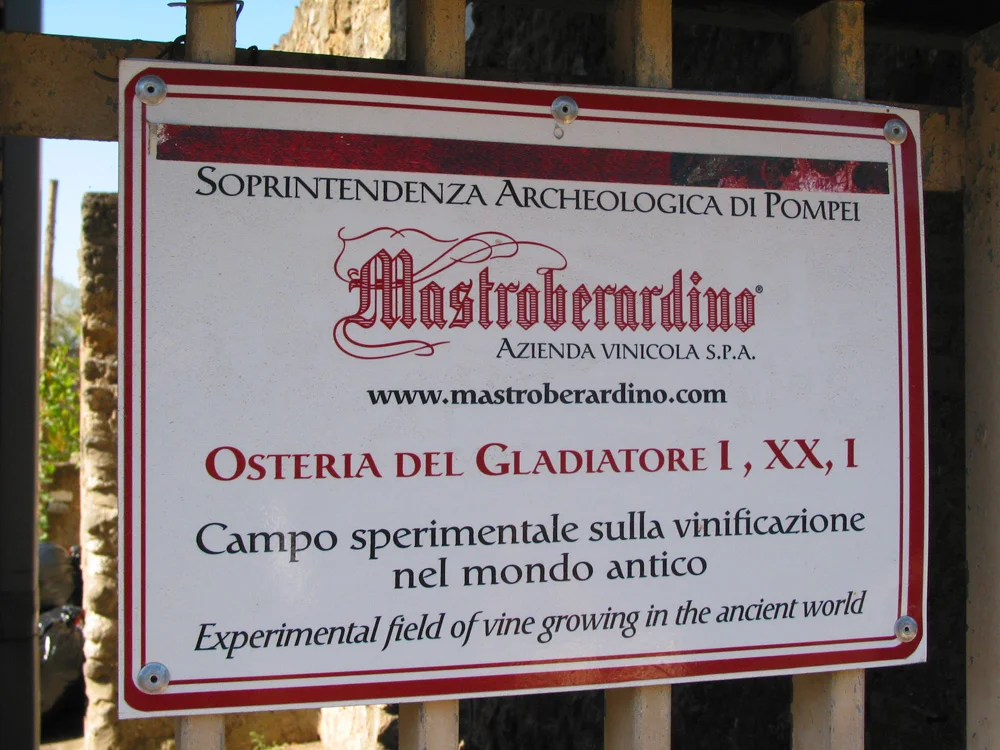 SOPRINTENDENZA ARCHEOLOGICA DI POMPEI
Mastroberardino®
AZIENDA VINICOLA S.P.A.
www.mastroberardino.com
OSTERIA DEL GLADIATORE I, XX, I
Campo sperimentale sulla vinificazione
nel mondo antico
Experimental field of vine growing in the ancient world